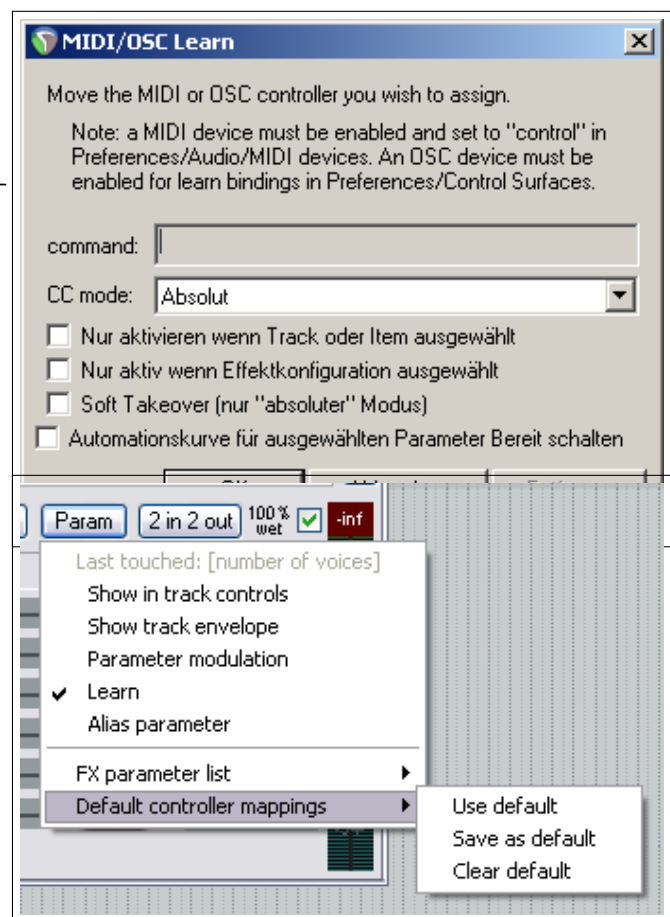 MIDI/OSC Learn
Move the MIDI or OSC controller you wish to assign.
Note: a MIDI device must be enabled and set to "control" in
Preferences/Audio/MIDI devices. An OSC device must be
enabled for learn bindings in Preferences/Control Surfaces.
command:
CC mode: Absolut
Nur aktivieren wenn Track oder Item ausgewählt
Nur aktiv wenn Effektkonfiguration ausgewählt
Soft Takeover (nur "absoluter" Modus)
Automationskurve für ausgewählten Parameter Bereit schalten
Param 2 in 2 out 100% wet -inf
Last touched: [number of voices]
Show in track controls
Show track envelope
Parameter modulation
Learn
Alias parameter
FX parameter list
Default controller mappings
Use default
Save as default
Clear default